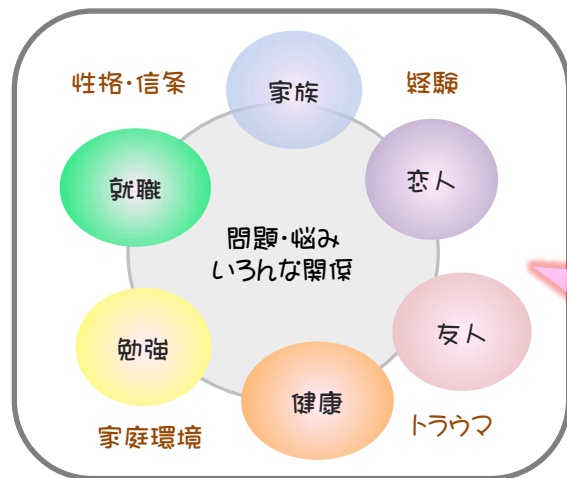 性格・信条
家族
経験
就職
恋人
問題・悩み
いろんな関係
勉強
友人
健康
家庭環境
トラウマ